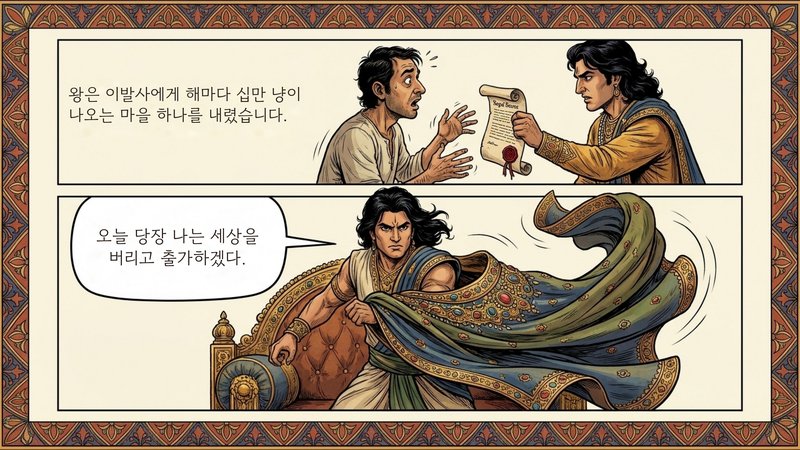 왕은 이발사에게 해마다 십만 냥이
나오는 마을 하나를 내렸습니다.
오늘 당장 나는 세상을
버리고 출가하겠다.